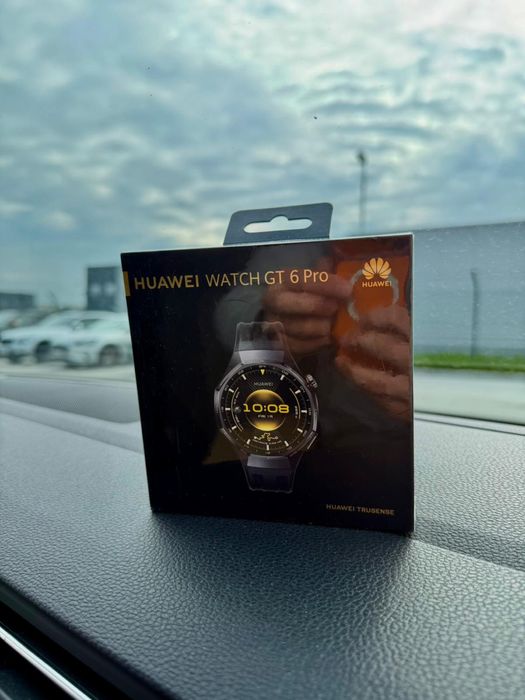 HUAWEI WATCH GT 6 Pro
HUAWEI
HUAWEI
10:08
HUAWEI TRUSENSE